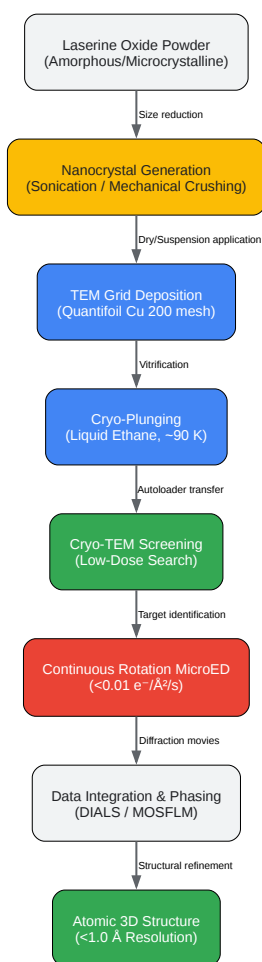 Laserine Oxide Powder
(Amorphous/Microcrystalline)
Size reduction
Nanocrystal Generation
(Sonication / Mechanical Crushing)
Dry/Suspension application
TEM Grid Deposition
(Quantifoil Cu 200 mesh)
Vitrification
Cryo-Plunging
(Liquid Ethane, ~90 K)
Autoloader transfer
Cryo-TEM Screening
(Low-Dose Search)
Target identification
Continuous Rotation MicroED
(<0.01 e⁻/Å²/s)
Diffraction movies
Data Integration & Phasing
(DIALS / MOSFLM)
Structural refinement
Atomic 3D Structure
(<1.0 Å Resolution)